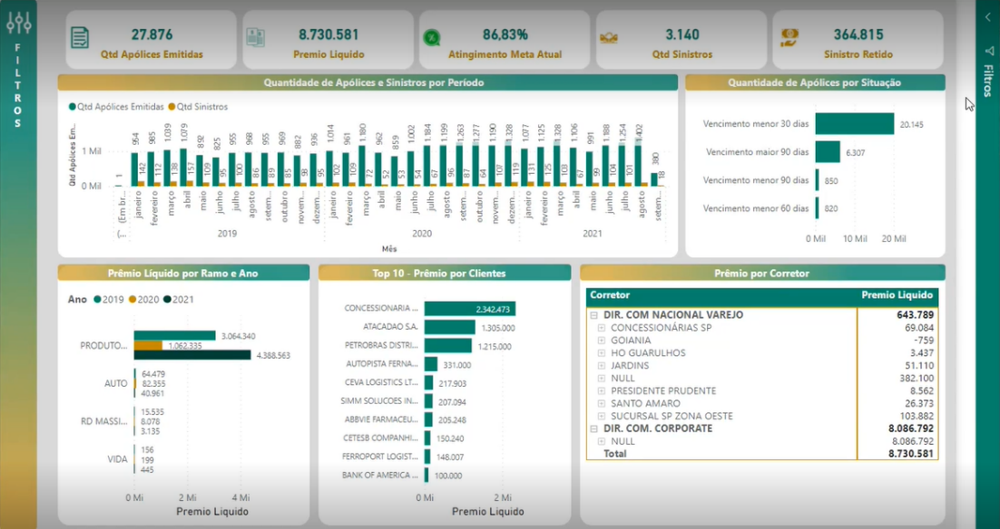 FILTROS
27.876
Qtd Apólices Emitidas
8.730.581
Premio Liquido
86,83%
Atingimento Meta Atual
3.140
Qtd Sinistros
364.815
Sinistro Retido
Filtros
Quantidade de Apólices e Sinistros por Período
Qtd Apólices Emitidas Qtd Sinistros
Qtd Apólices Em...
1 Mil
0 Mil
1 954 985 1.039 1.079 892 825 955 968 955 969 882 936 1.014 961 1.180 962 859 1.002 1.184 1.199 1.263 1.277 1.190 1.328 1.077 1.125 1.328 1.106 991 1.188 1.254 1.402 380
142 112 138 157 109 95 100 86 89 85 98 95 102 109 72 52 53 54 67 96 87 64 107 119 131 125 103 67 99 104 101 18
(Em br... janeiro fevereiro março abril maio junho julho agosto setem... outubro novem... dezem... janeiro fevereiro março abril maio junho julho agosto setem... outubro novem... dezem... janeiro fevereiro março abril maio junho julho agosto setem...
(... 2019 2020 2021
Mês
Quantidade de Apólices por Situação
Vencimento menor 30 dias 20.145
Vencimento maior 90 dias 6.307
Vencimento menor 90 dias 850
Vencimento menor 60 dias 820
0 Mil 10 Mil 20 Mil
Prêmio Líquido por Ramo e Ano
Ano 2019 2020 2021
PRODUTO... 3.064.340
1.062.335
4.388.563
AUTO 64.479
82.355
40.961
RD MASSI... 15.535
8.078
3.135
VIDA 156
199
445
0 Mi 2 Mi 4 Mi
Premio Liquido
Top 10 - Prêmio por Clientes
CONCESSIONARIA ... 2.342.473
ATACADAO S.A. 1.305.000
PETROBRAS DISTRI... 1.215.000
AUTOPISTA FERNA... 331.000
CEVA LOGISTICS LT... 217.903
SIMM SOLUCOES IN... 207.094
ABBVIE FARMACEU... 205.248
CETESB COMPANHI... 150.240
FERROPORT LOGIST... 148.007
BANK OF AMERICA ... 100.000
0 Mi 2 Mi
Premio Liquido
Prêmio por Corretor
Corretor Premio Liquido
DIR. COM NACIONAL VAREJO 643.789
CONCESSIONÁRIAS SP 69.084
GOIANIA -759
HO GUARULHOS 3.437
JARDINS 51.110
NULL 382.100
PRESIDENTE PRUDENTE 8.562
SANTO AMARO 26.373
SUCURSAL SP ZONA OESTE 103.882
DIR. COM. CORPORATE 8.086.792
NULL 8.086.792
Total 8.730.581